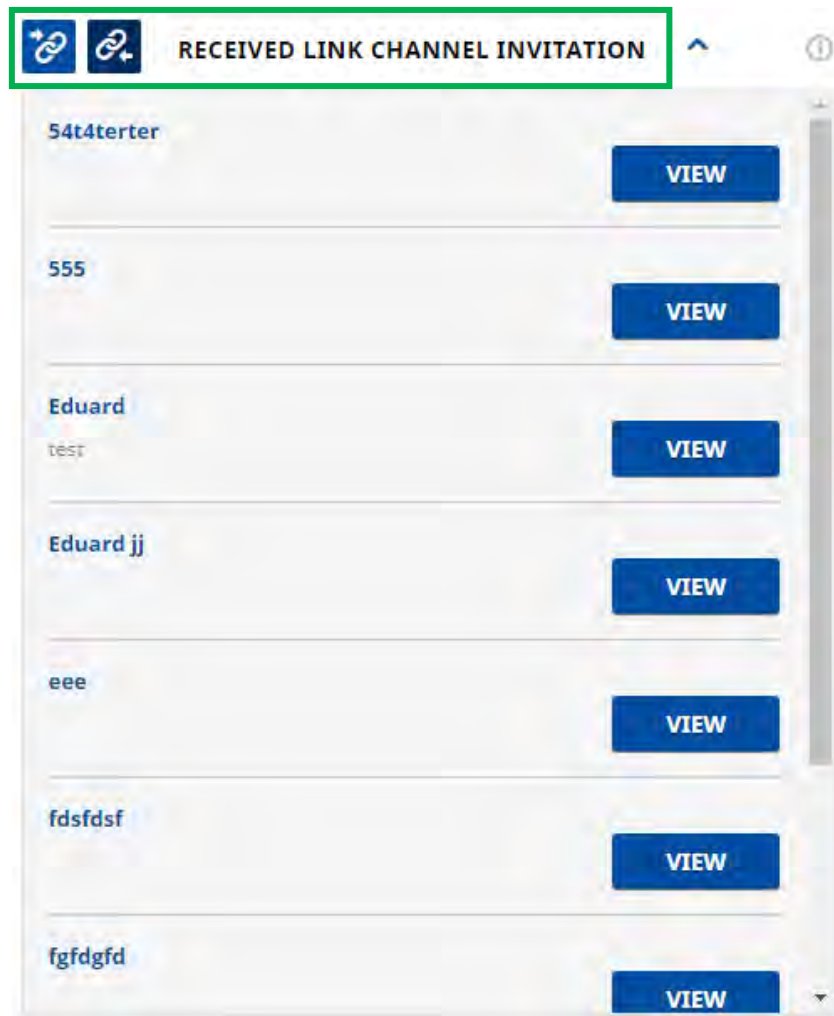 RECEIVED LINK CHANNEL INVITATION
54t4terter
VIEW
555
VIEW
Eduard
test
VIEW
Eduard jj
VIEW
eee
VIEW
fdsfdsf
VIEW
fgfdgfd
VIEW